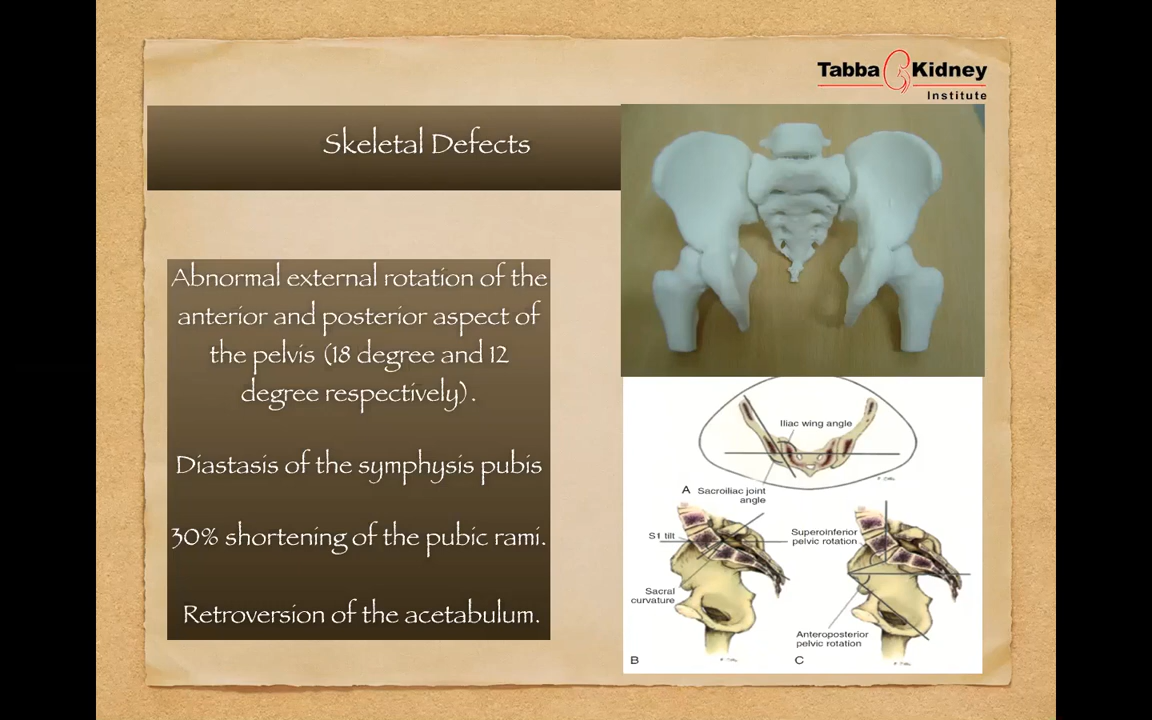 Tabba Kidney
Institute
Skeletal Defects
Abnormal external rotation of the
anterior and posterior aspect of
the pelvis (18 degree and 12
degree respectively).
Diastasis of the symphysis pubis
30% shortening of the pubic rami.
Retroversion of the acetabulum.
Iliac wing angle
A
Sacroiliac joint
angle
S1 tilt
Sacral
curvature
B
Superoinferior
pelvic rotation
Anteroposterior
pelvic rotation
C